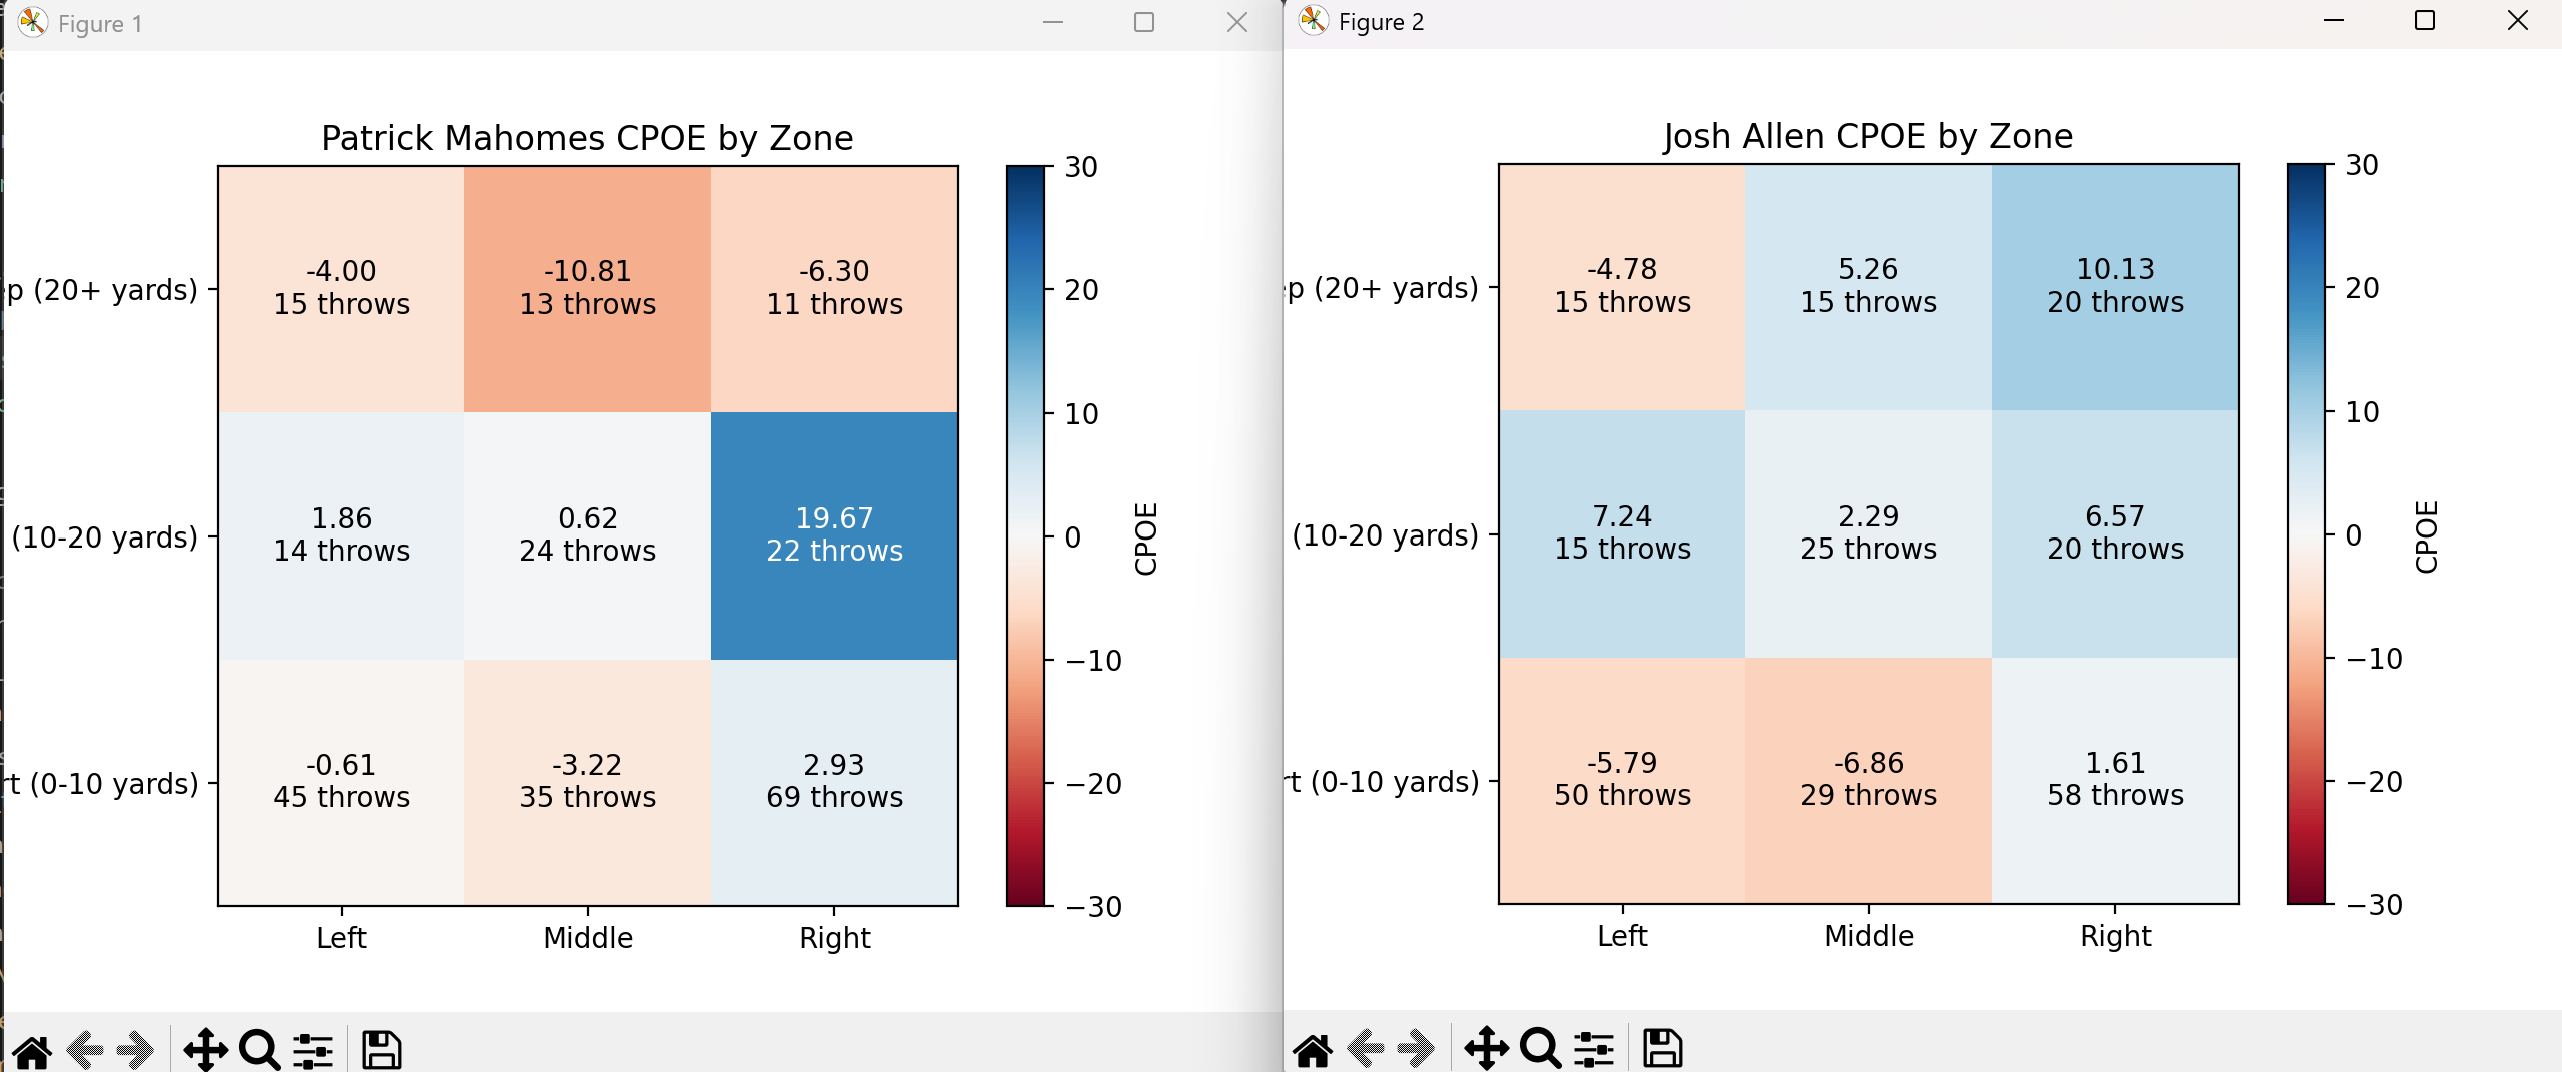 Figure 1
Patrick Mahomes CPOE by Zone
30
20
10
0
−10
−20
−30
CPOE
(20+ yards)
-4.00
15 throws
-10.81
13 throws
-6.30
11 throws
(10-20 yards)
1.86
14 throws
0.62
24 throws
19.67
22 throws
(0-10 yards)
-0.61
45 throws
-3.22
35 throws
2.93
69 throws
Left Middle Right
Figure 2
Josh Allen CPOE by Zone
30
20
10
0
−10
−20
−30
CPOE
(20+ yards)
-4.78
15 throws
5.26
15 throws
10.13
20 throws
(10-20 yards)
7.24
15 throws
2.29
25 throws
6.57
20 throws
(0-10 yards)
-5.79
50 throws
-6.86
29 throws
1.61
58 throws
Left Middle Right